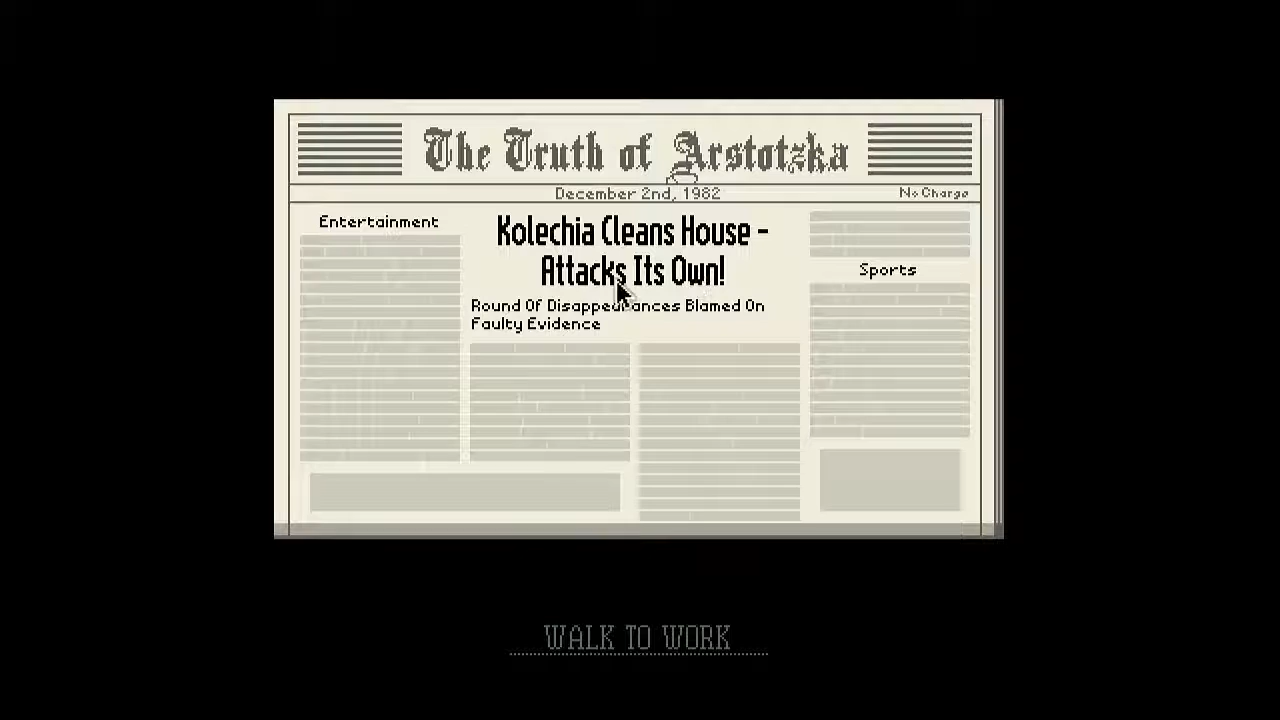 The Truth of Arstotzka
December 2nd, 1982
No Charge
Entertainment
Kolechia Cleans House -
Attacks Its Own!
Round Of Disappearances Blamed On
Faulty Evidence
Sports
WALK TO WORK